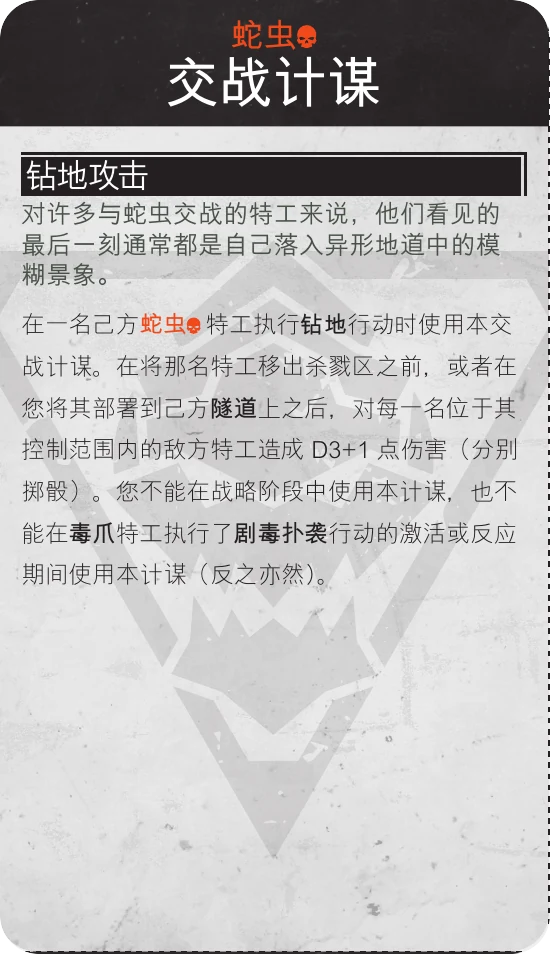 蛇虫
交战计谋
钻地攻击
对许多与蛇虫交战的特工来说，他们看见的
最后一刻通常都是自己落入异形地道中的模
糊景象。
在一名己方蛇虫特工执行钻地行动时使用本交
战计谋。在将那名特工移出杀戮区之前，或者在
您将其部署到己方隧道上之后，对每一名位于其
控制范围内的敌方特工造成 D3+1 点伤害（分别
掷骰）。您不能在战略阶段中使用本计谋，也不
能在毒爪特工执行了剧毒扑袭行动的激活或反应
期间使用本计谋（反之亦然）。